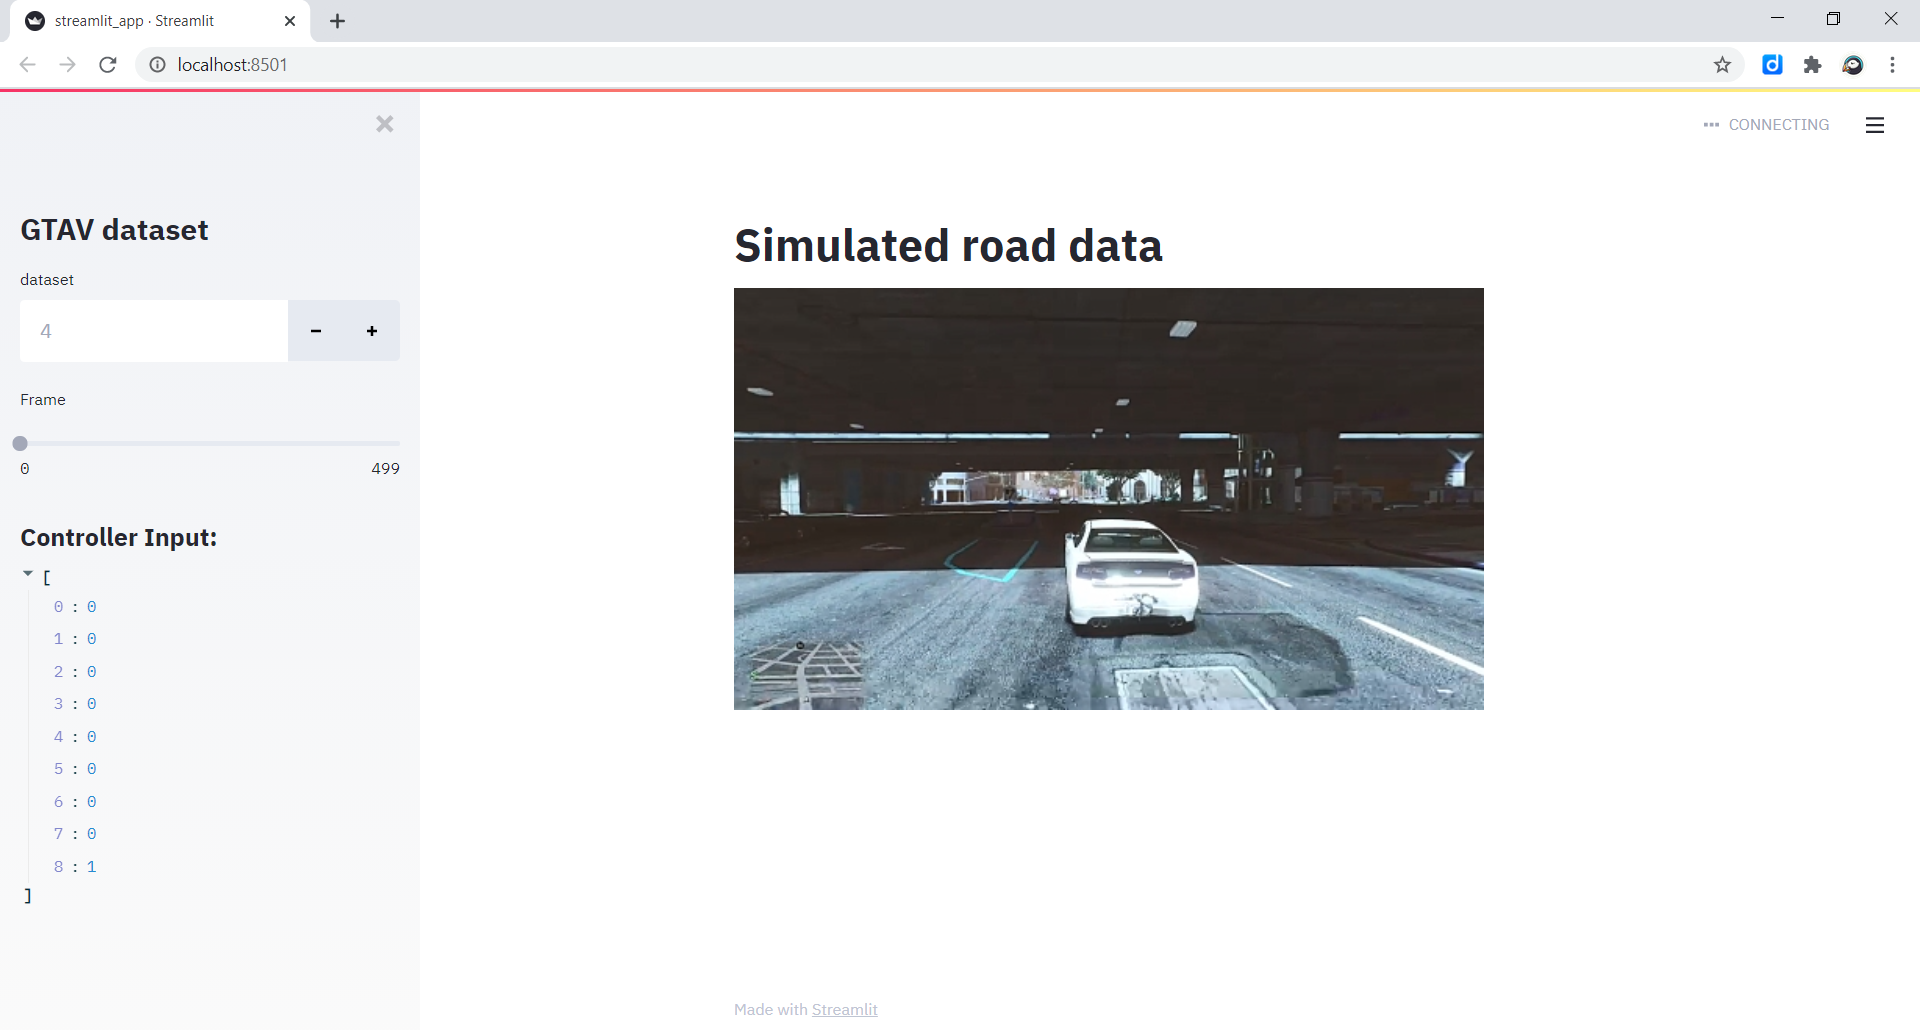 streamlit_app · Streamlit
localhost:8501
CONNECTING
GTAV dataset
dataset
4
Frame
0
499
Controller Input:
[
0 : 0
1 : 0
2 : 0
3 : 0
4 : 0
5 : 0
6 : 0
7 : 0
8 : 1
]
Simulated road data
Made with Streamlit